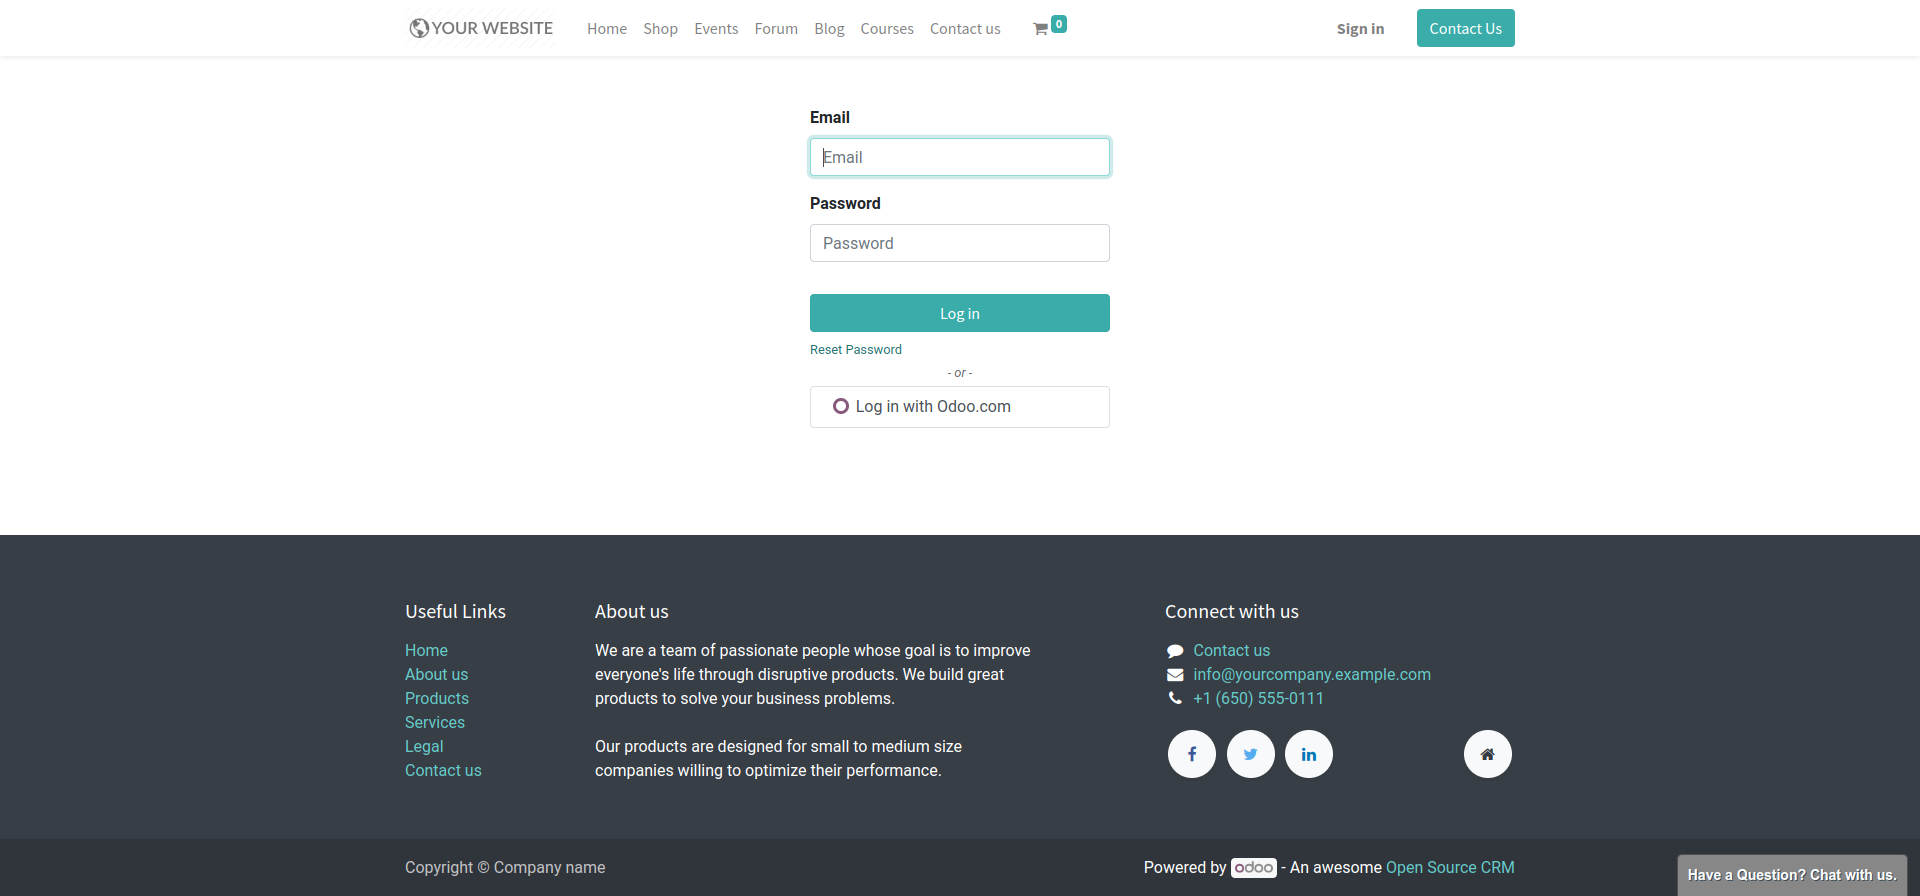 YOUR WEBSITE Home Shop Events Forum Blog Courses Contact us 0 Sign in Contact Us
Email
Email
Password
Password
Log in
Reset Password
- or -
Log in with Odoo.com
Useful Links
Home
About us
Products
Services
Legal
Contact us
About us
We are a team of passionate people whose goal is to improve
everyone's life through disruptive products. We build great
products to solve your business problems.
Our products are designed for small to medium size
companies willing to optimize their performance.
Connect with us
Contact us
info@yourcompany.example.com
+1 (650) 555-0111
Copyright © Company name
Powered by odoo - An awesome Open Source CRM
Have a Question? Chat with us.